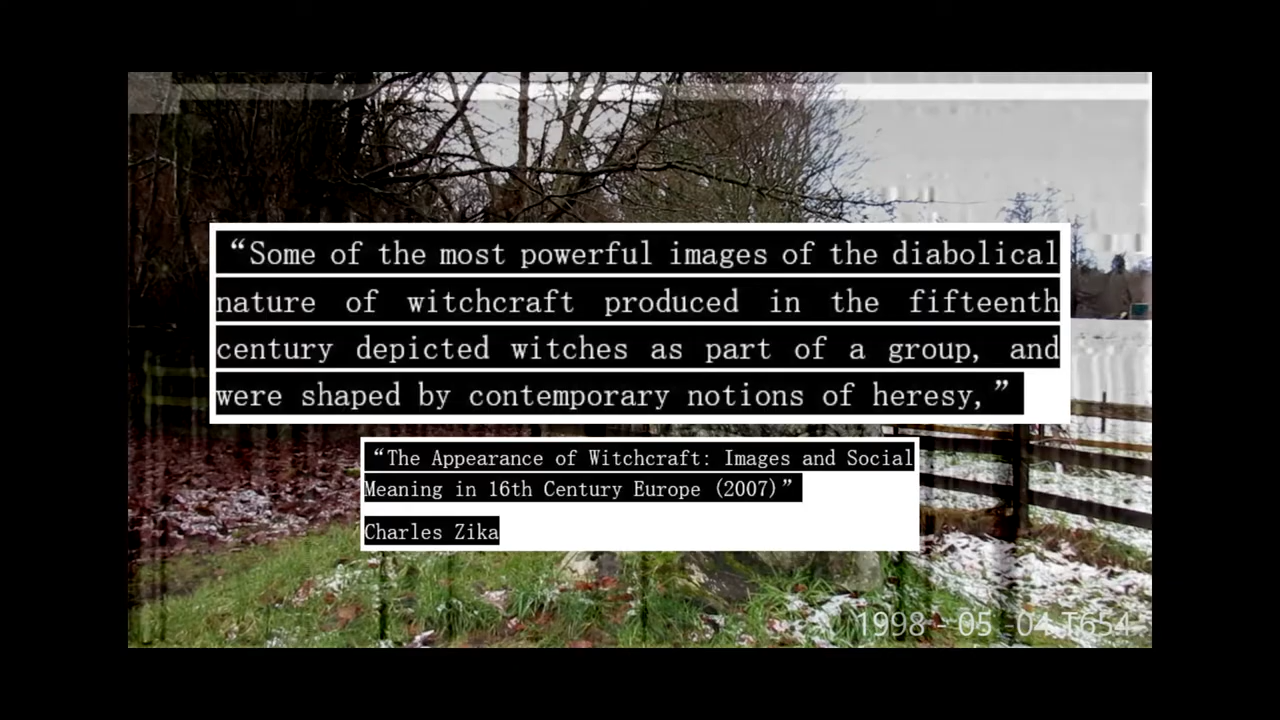 “Some of the most powerful images of the diabolical
nature of witchcraft produced in the fifteenth
century depicted witches as part of a group, and
were shaped by contemporary notions of heresy,”
“The Appearance of Witchcraft: Images and Social
Meaning in 16th Century Europe (2007)”
Charles Zika
1998 - 05 -04 T654